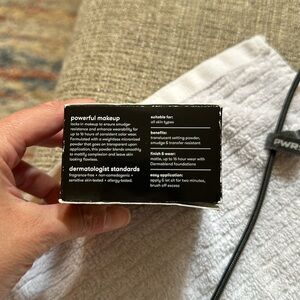 powerful makeup
locks in makeup to ensure smudge-
resistance and enhance wearability for
up to 16 hours of consistent color wear.
Formulated with a weightless micronized
powder that goes on transparent upon
application, this powder blends smoothly
to mattify complexion and leave skin
looking flawless.
dermatologist standards
fragrance-free + non-comedogenic +
sensitive skin-tested + allergy-tested.
suitable for:
all skin types
benefits:
translucent setting powder,
smudge & transfer-resistant
finish & wear:
matte, up to 16 hour wear with
Dermablend foundations
easy application:
apply & let sit for two minutes,
brush off excess